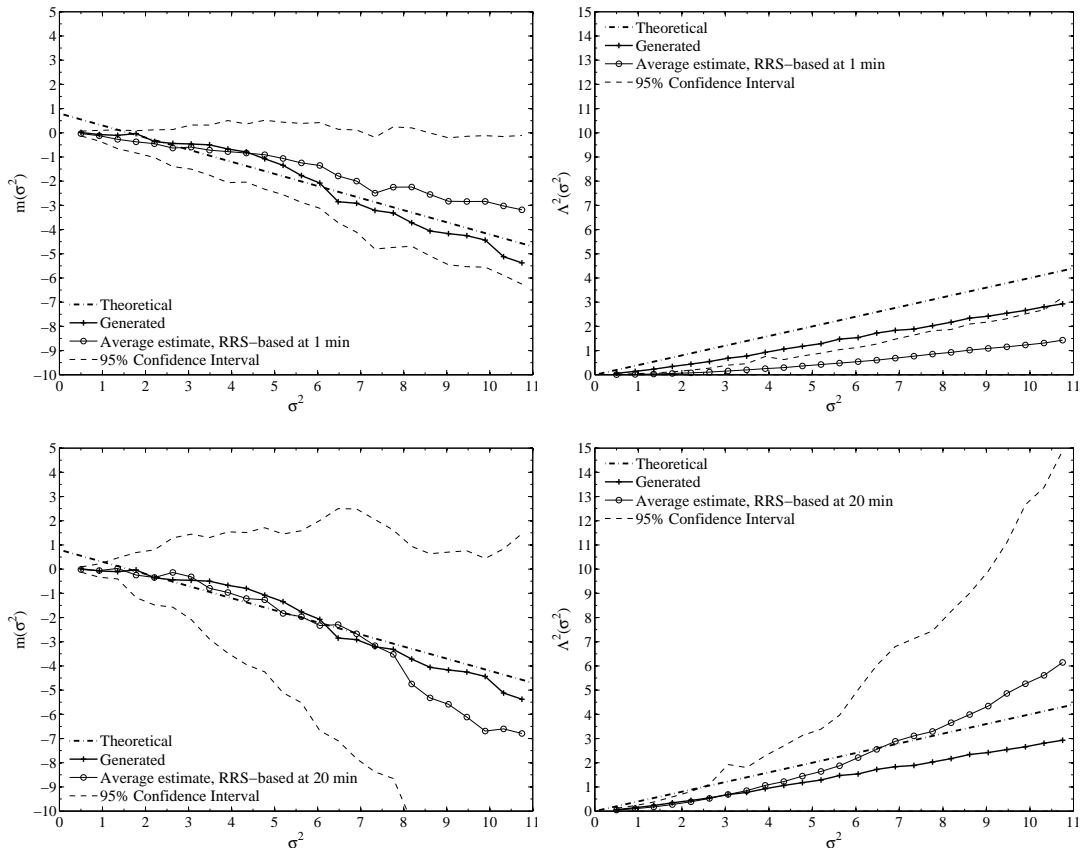 5
4
3
2
1
0
−1
−2
−3
−4
−5
−6
−7
−8
−9
−10
m(σ²)
Theoretical
Generated
Average estimate, RRS−based at 1 min
95% Confidence Interval
0 1 2 3 4 5 6 7 8 9 10 11
σ²
15
14
13
12
11
10
9
8
7
6
5
4
3
2
1
0
Λ²(σ²)
Theoretical
Generated
Average estimate, RRS−based at 1 min
95% Confidence Interval
0 1 2 3 4 5 6 7 8 9 10 11
σ²
5
4
3
2
1
0
−1
−2
−3
−4
−5
−6
−7
−8
−9
−10
m(σ²)
Theoretical
Generated
Average estimate, RRS−based at 20 min
95% Confidence Interval
0 1 2 3 4 5 6 7 8 9 10 11
σ²
15
14
13
12
11
10
9
8
7
6
5
4
3
2
1
0
Λ²(σ²)
Theoretical
Generated
Average estimate, RRS−based at 20 min
95% Confidence Interval
0 1 2 3 4 5 6 7 8 9 10 11
σ²